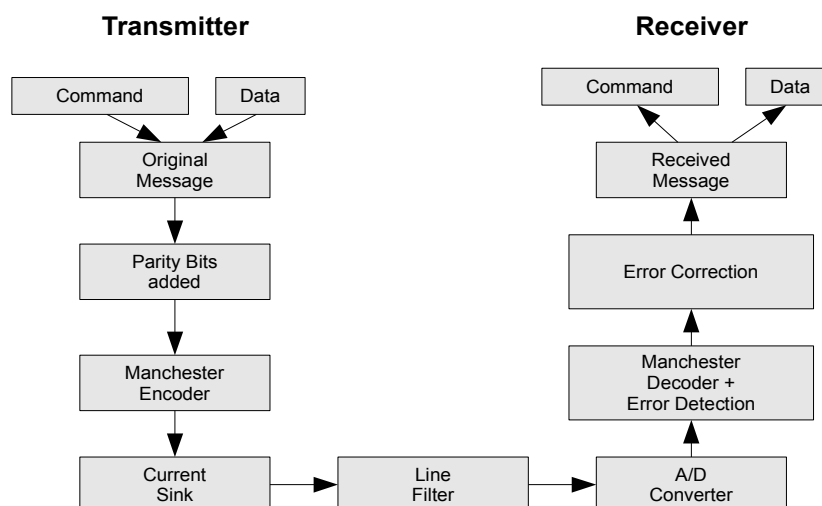 Transmitter
Receiver
Command
Data
Command
Data
Original
Message
Received
Message
Parity Bits
added
Error Correction
Manchester
Encoder
Manchester
Decoder +
Error Detection
Current
Sink
Line
Filter
A/D
Converter